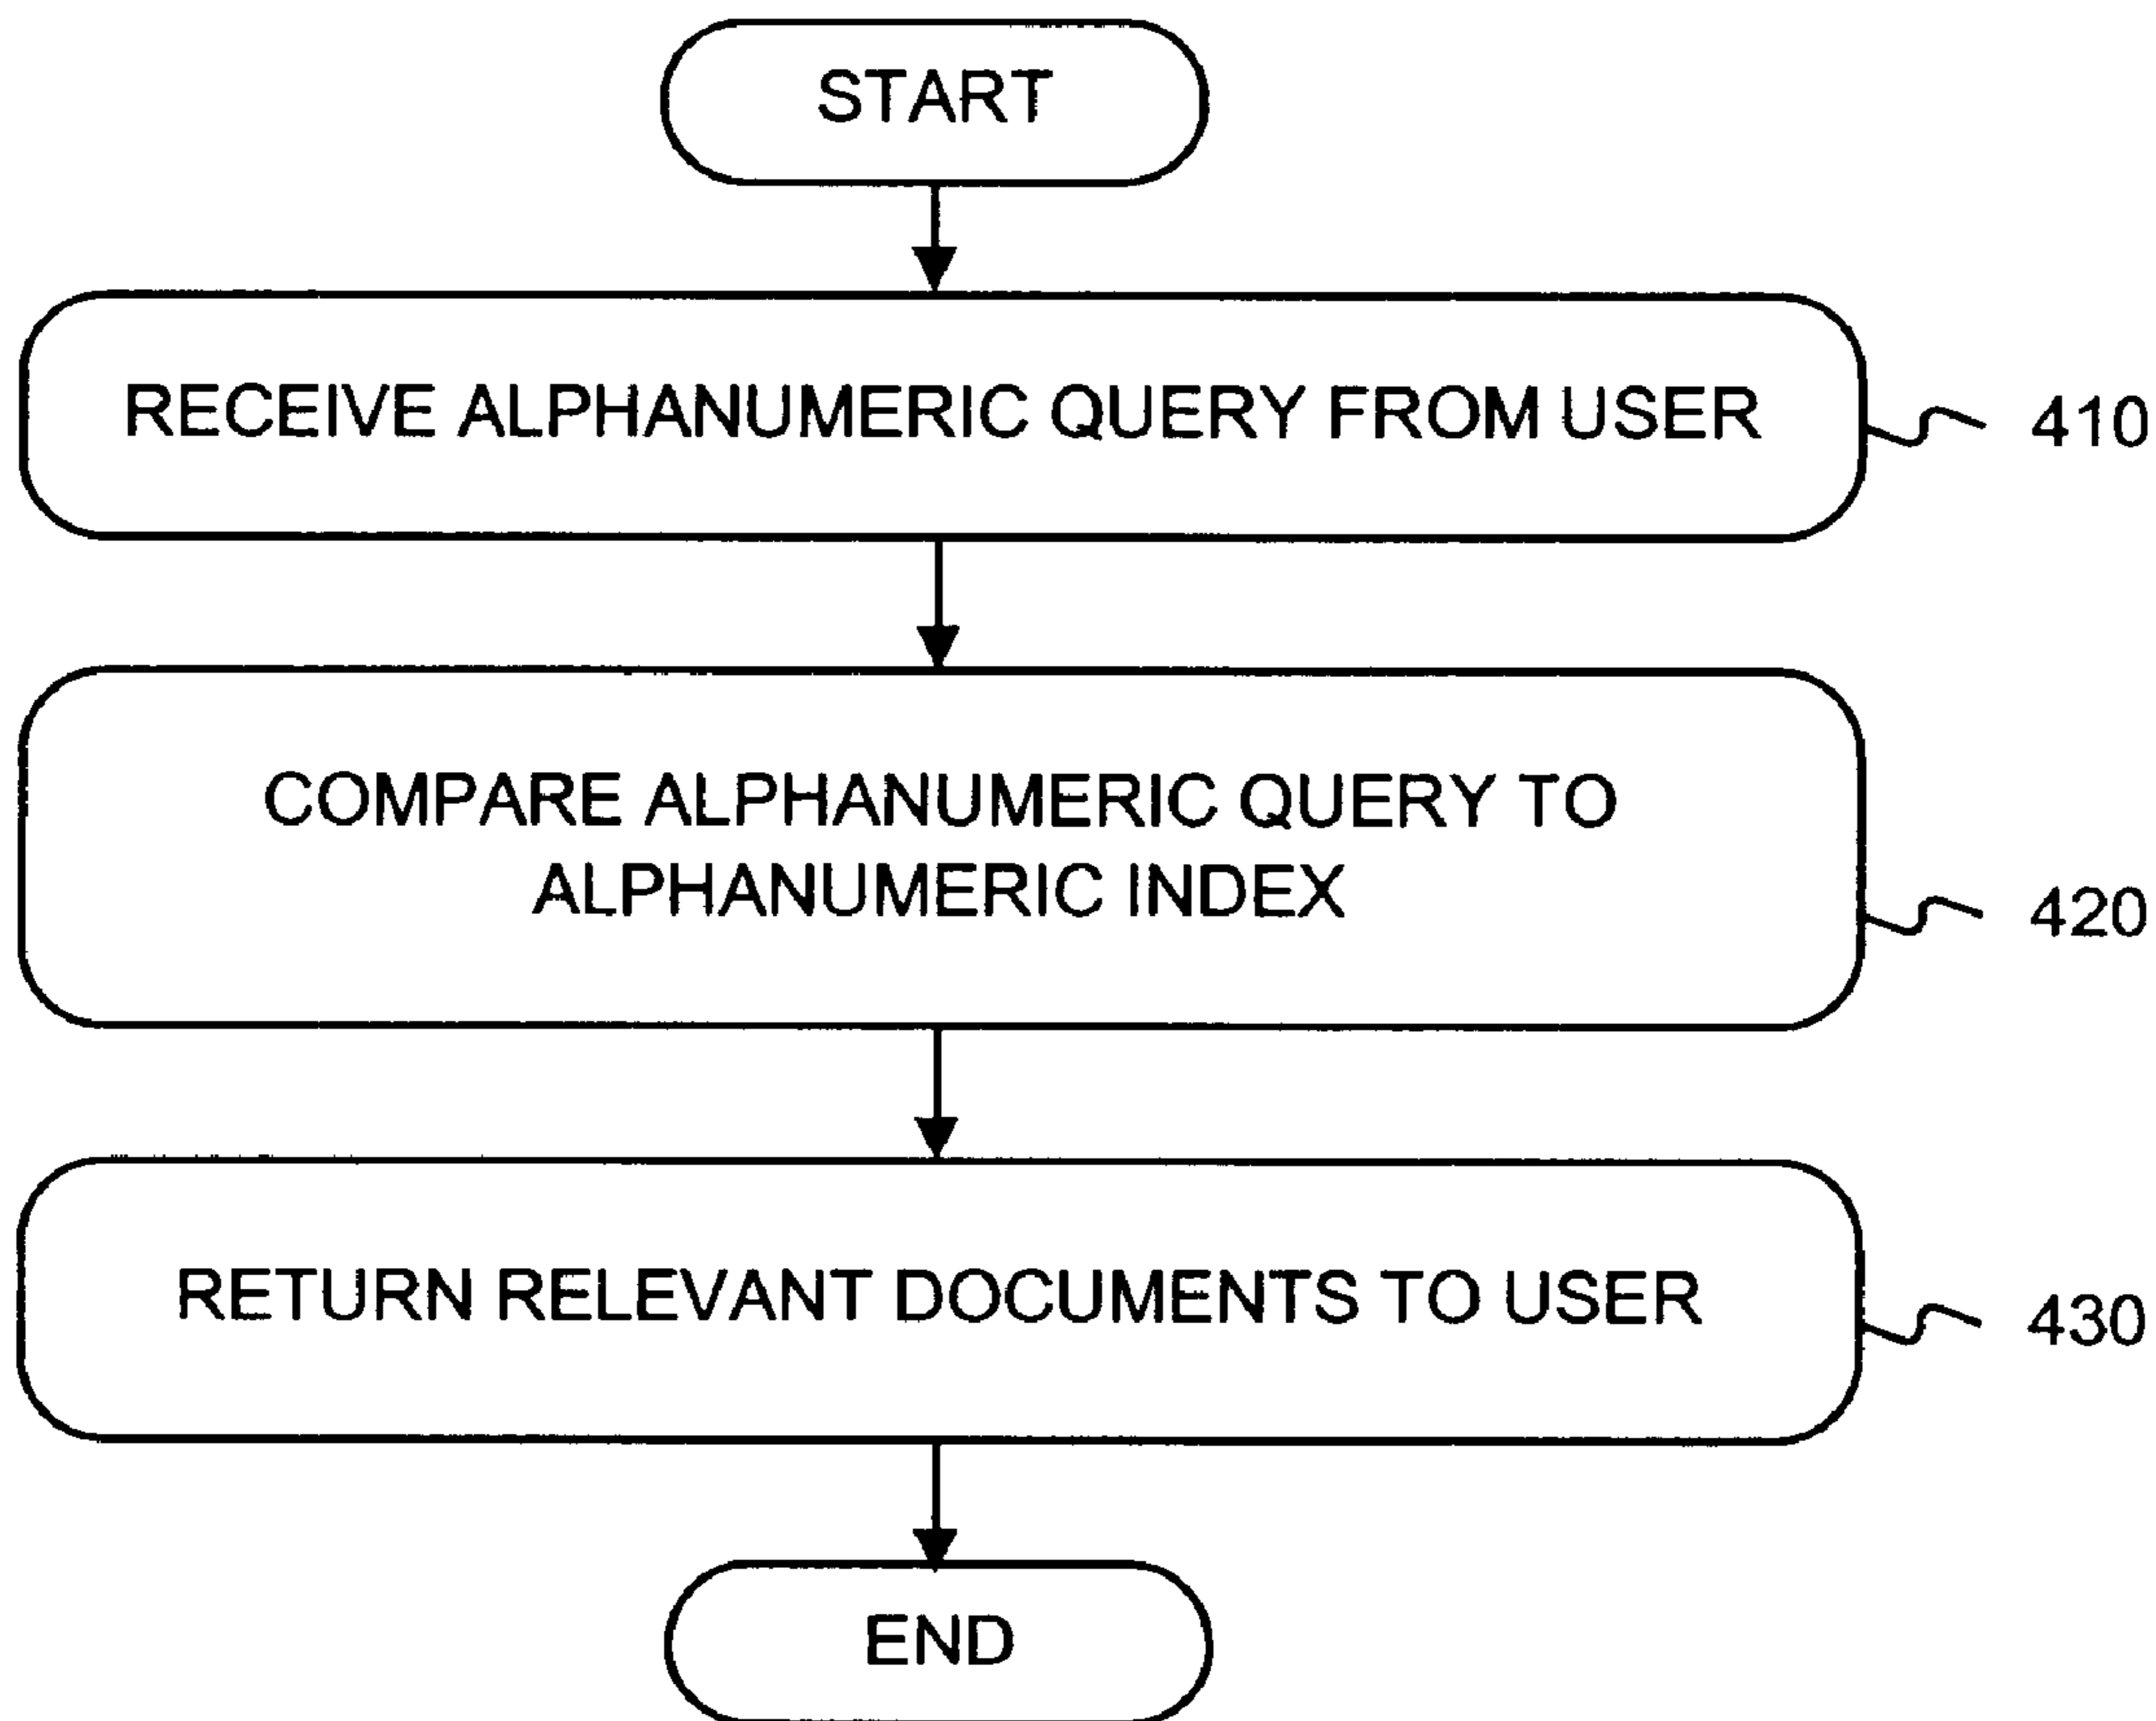 START
RECEIVE ALPHANUMERIC QUERY FROM USER
410
COMPARE ALPHANUMERIC QUERY TO
ALPHANUMERIC INDEX
420
RETURN RELEVANT DOCUMENTS TO USER
430
END